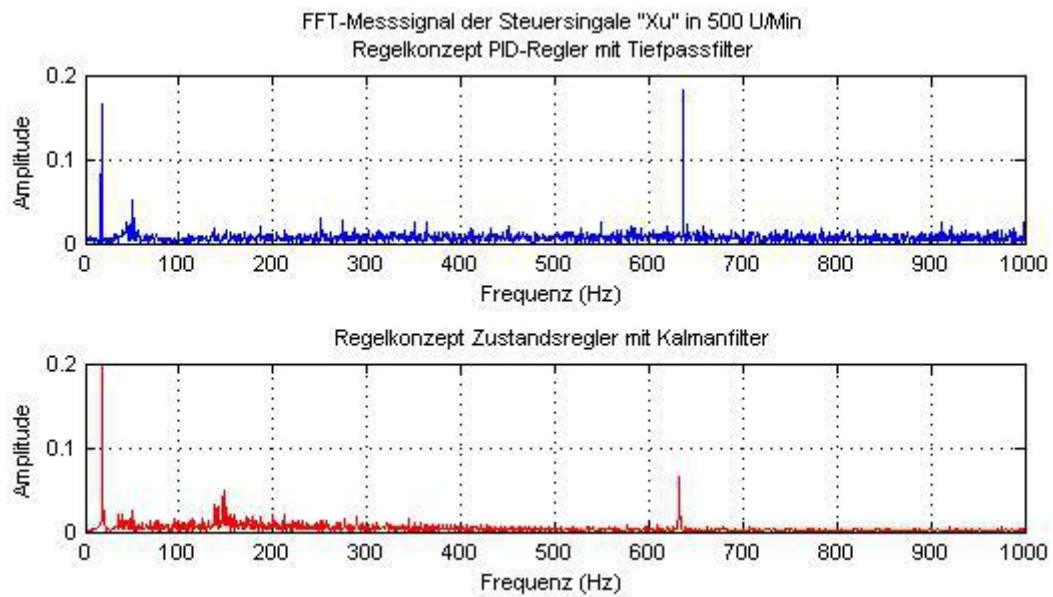 FFT-Messsignal der Steuersingale "Xu" in 500 U/Min
Regelkonzept PID-Regler mit Tiefpassfilter
0.2
0.1
0
Amplitude
0 100 200 300 400 500 600 700 800 900 1000
Frequenz (Hz)
Regelkonzept Zustandsregler mit Kalmanfilter
0.2
0.1
0
Amplitude
0 100 200 300 400 500 600 700 800 900 1000
Frequenz (Hz)